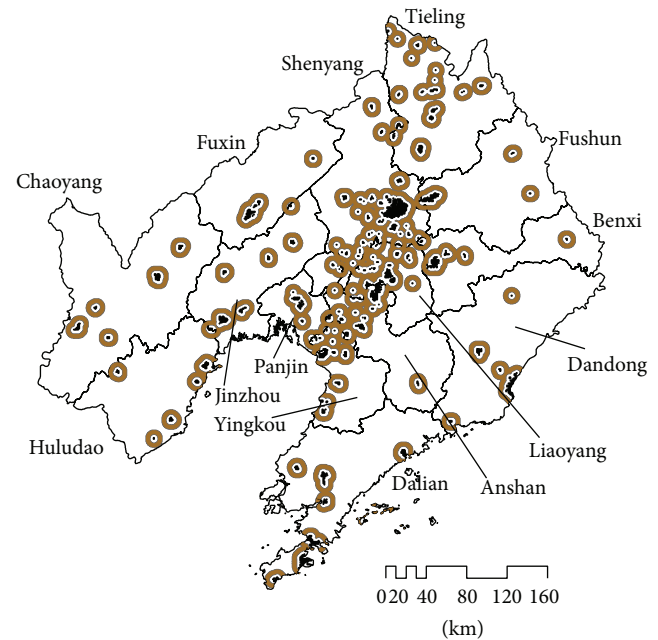 Tieling
Shenyang
Fuxin
Fushun
Chaoyang
Benxi
Dandong
Panjin
Jinzhou
Yingkou
Huludao
Liaoyang
Dalian
Anshan
0 20 40 80 120 160
(km)